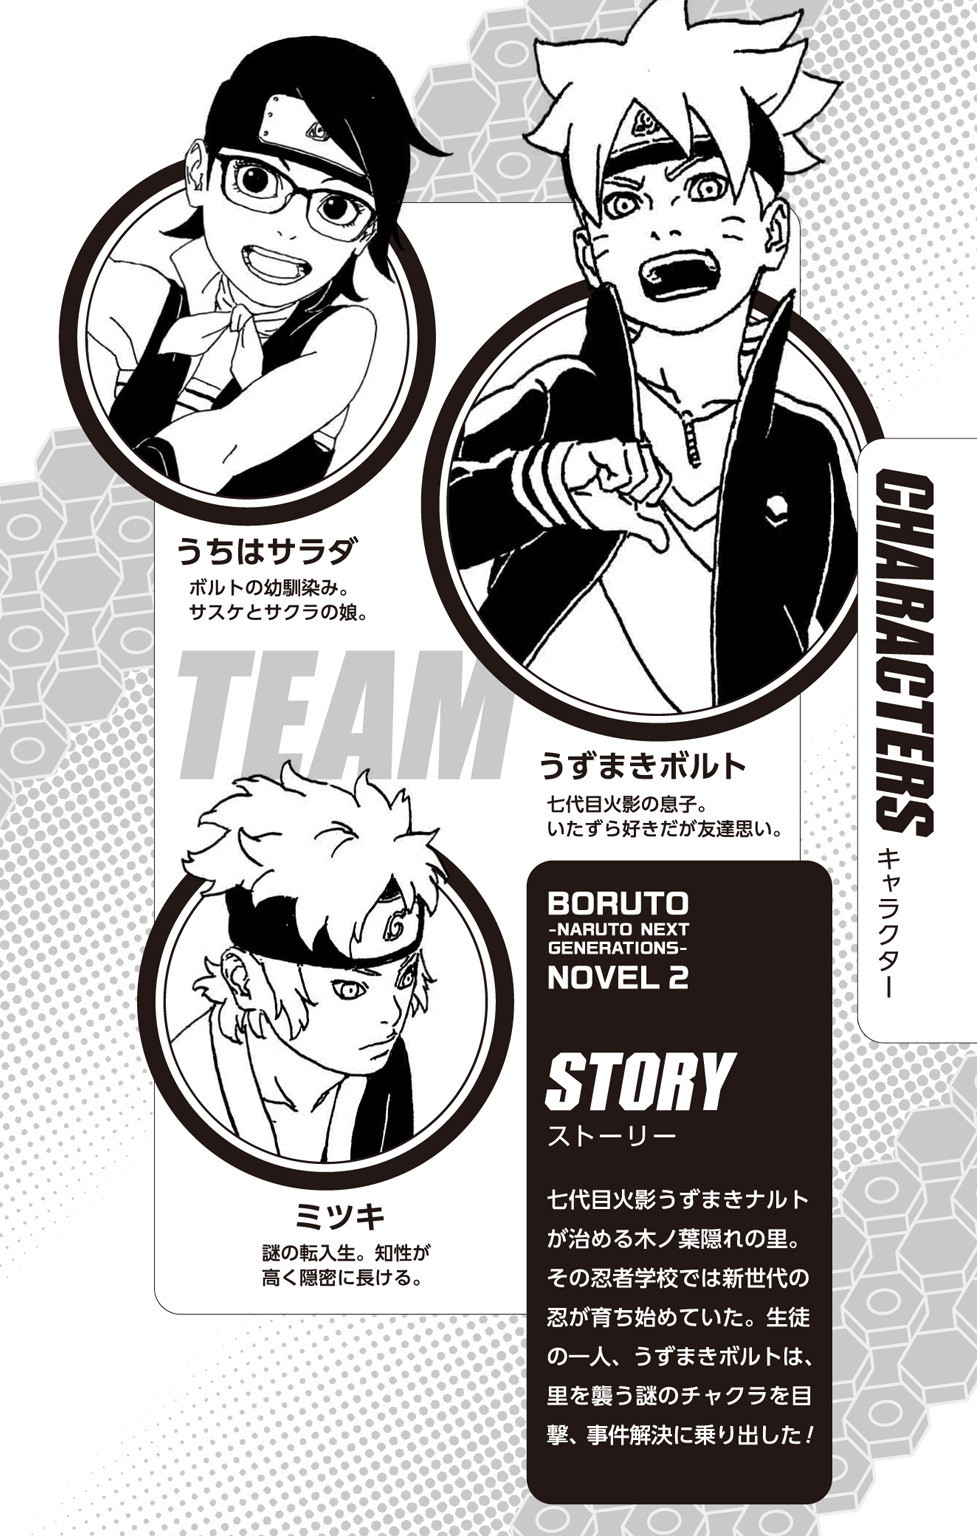 CHARACTERS
キャラクター
うちはサラダ
ボルトの幼馴染み。
サスケとサクラの娘。
TEAM
うずまきボルト
七代目火影の息子。
いたずら好きだが友達思い。
ミツキ
謎の転入生。知性が
高く隠密に長ける。
BORUTO
-NARUTO NEXT
GENERATIONS-
NOVEL 2
STORY
ストーリー
七代目火影うずまきナルト
が治める木ノ葉隠れの里。
その忍者学校では新世代の
忍が育ち始めていた。生徒
の一人、うずまきボルトは、
里を襲う謎のチャクラを目
撃、事件解決に乗り出した!